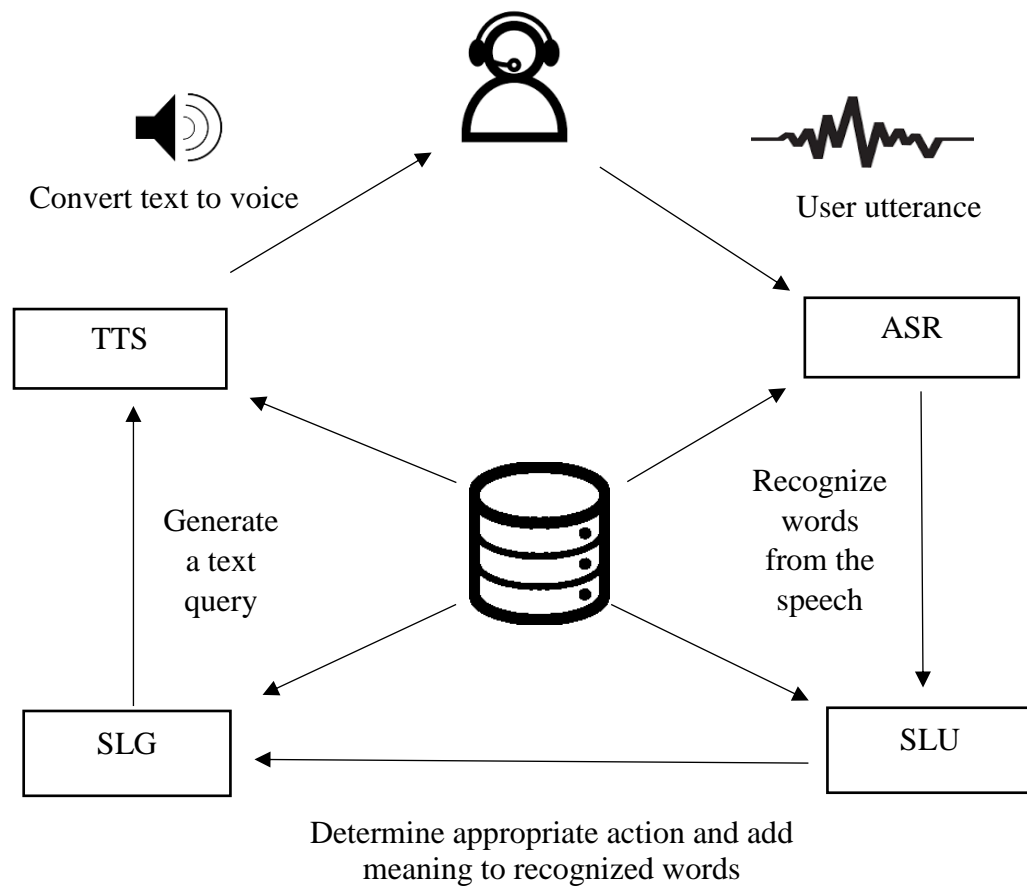 Convert text to voice
User utterance
TTS
ASR
Generate
a text
query
Recognize
words
from the
speech
SLG
SLU
Determine appropriate action and add
meaning to recognized words